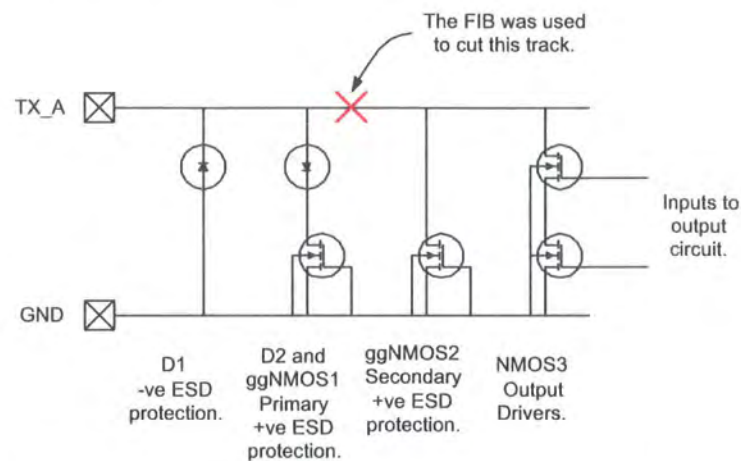 The FIB was used
to cut this track.
TX_A
Inputs to
output
circuit.
GND
D1
-ve ESD
protection.
D2 and
ggNMOS1
Primary
+ve ESD
protection.
ggNMOS2
Secondary
+ve ESD
protection.
NMOS3
Output
Drivers.